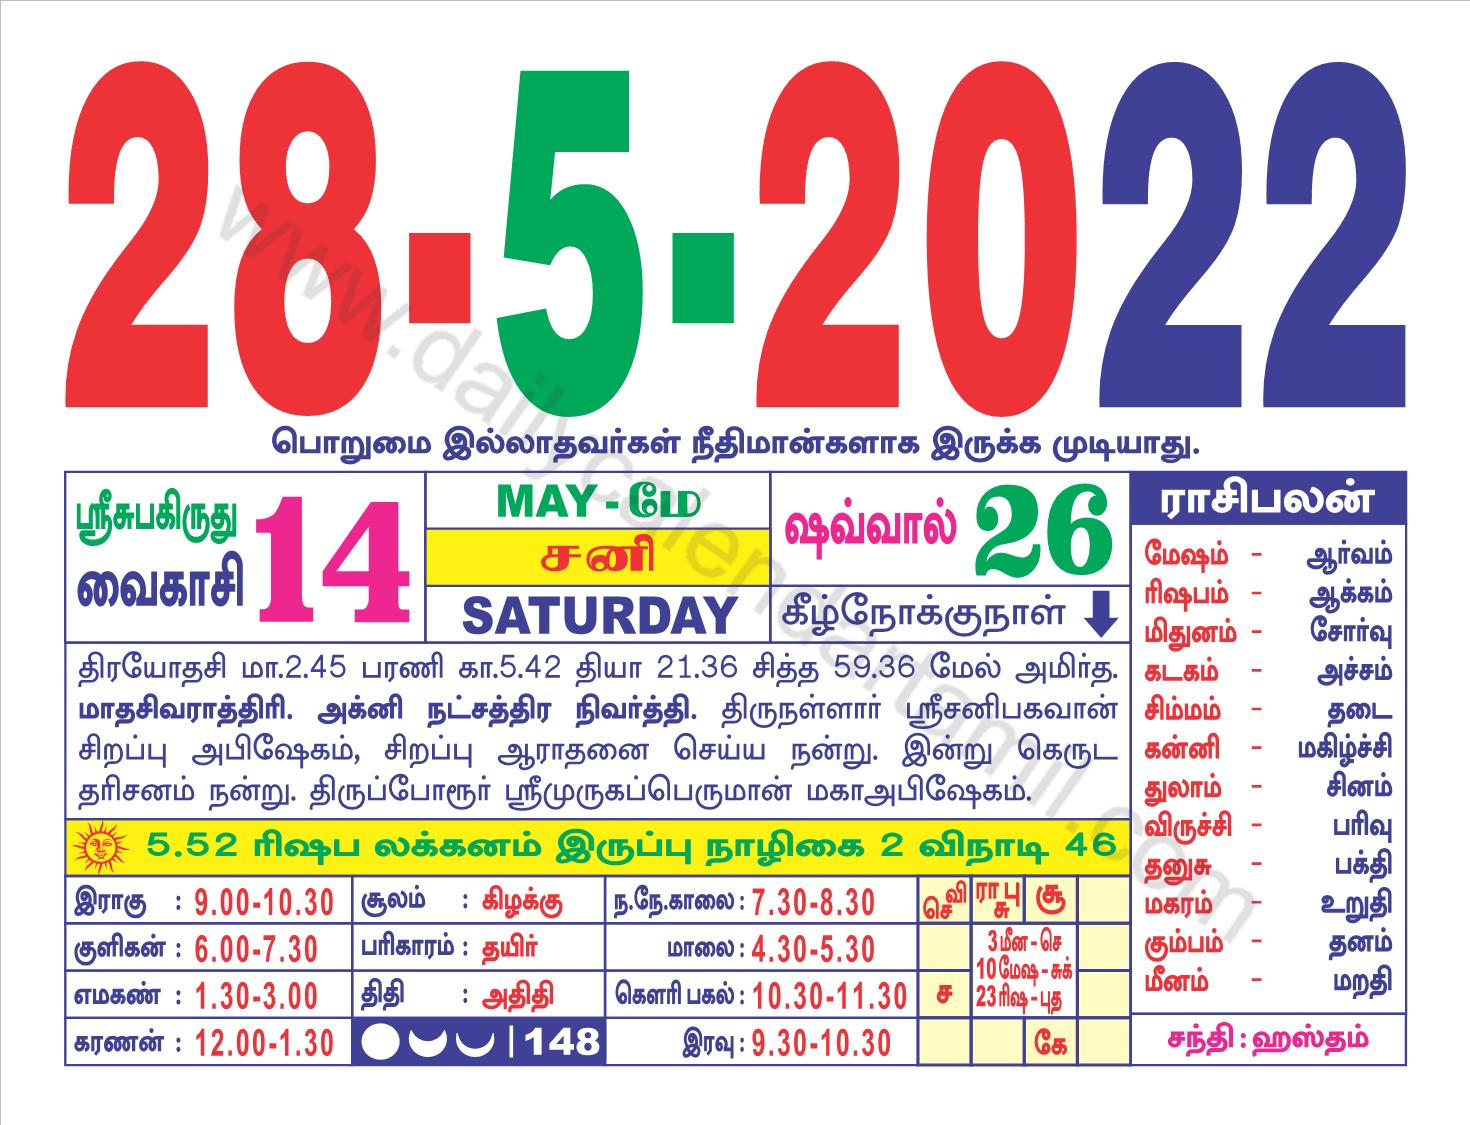 28-5-2022
பொறுமை இல்லாதவர்கள் நீதிமான்களாக இருக்க முடியாது.
ஸ்ரீசுபகிருது
வைகாசி 14
MAY - மே
சனி
SATURDAY
ஷவ்வால் 26
கீழ்நோக்குநாள்
திரயோதசி மா.2.45 பரணி கா.5.42 தியா 21.36 சித்த 59.36 மேல் அமிர்த.
மாதசிவராத்திரி. அக்னி நட்சத்திர நிவர்த்தி. திருநள்ளார் ஸ்ரீசனிபகவான்
சிறப்பு அபிஷேகம், சிறப்பு ஆராதனை செய்ய நன்று. இன்று கெருட
தரிசனம் நன்று. திருப்போரூர் ஸ்ரீமுருகப்பெருமான் மகாஅபிஷேகம்.
5.52 ரிஷப லக்கனம் இருப்பு நாழிகை 2 விநாடி 46
இராகு : 9.00-10.30
குளிகன் : 6.00-7.30
எமகண் : 1.30-3.00
கரணன் : 12.00-1.30
சூலம் : கிழக்கு
பரிகாரம் : தயிர்
திதி : அதிதி
148
ந.நே.காலை : 7.30-8.30
மாலை : 4.30-5.30
கௌரி பகல் : 10.30-11.30
இரவு : 9.30-10.30
வி
செ
ரா பு
சு
சூ
3 மீன - செ
10 மேஷ - சுக்
23 ரிஷ - புத
ச
கே
ராசிபலன்
மேஷம் - ஆர்வம்
ரிஷபம் - ஆக்கம்
மிதுனம் - சோர்வு
கடகம் - அச்சம்
சிம்மம் - தடை
கன்னி - மகிழ்ச்சி
துலாம் - சினம்
விருச்சி - பரிவு
தனுசு - பக்தி
மகரம் - உறுதி
கும்பம் - தனம்
மீனம் - மறதி
சந்தி : ஹஸ்தம்
www.dailycalendartamil.com